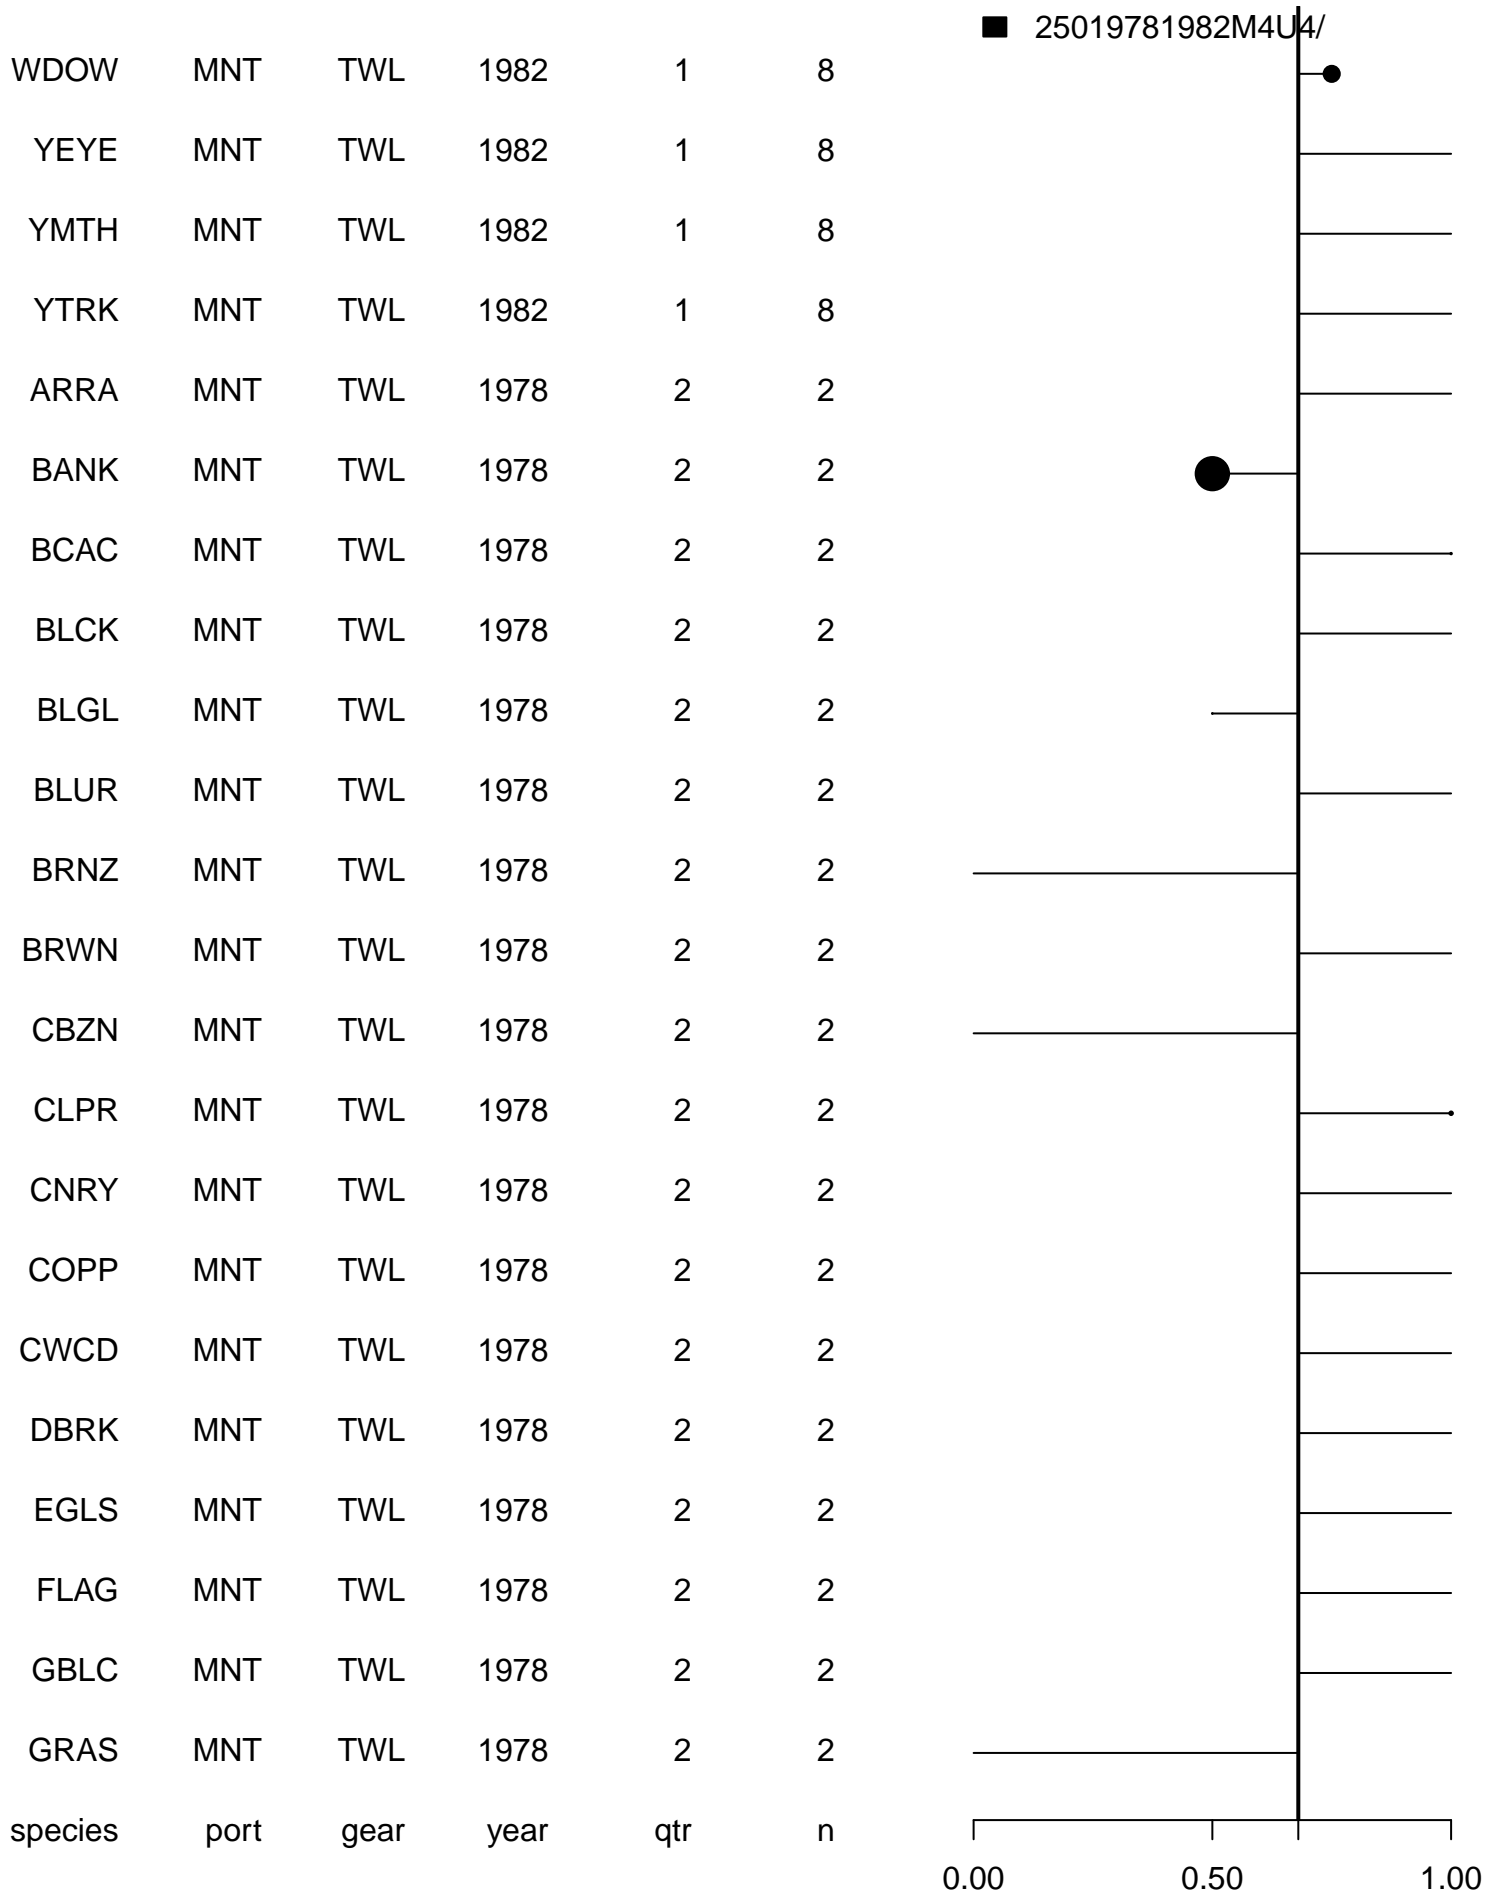 25019781982M4U4/
WDOW MNT TWL 1982 1 8
YEYE MNT TWL 1982 1 8
YMTH MNT TWL 1982 1 8
YTRK MNT TWL 1982 1 8
ARRA MNT TWL 1978 2 2
BANK MNT TWL 1978 2 2
BCAC MNT TWL 1978 2 2
BLCK MNT TWL 1978 2 2
BLGL MNT TWL 1978 2 2
BLUR MNT TWL 1978 2 2
BRNZ MNT TWL 1978 2 2
BRWN MNT TWL 1978 2 2
CBZN MNT TWL 1978 2 2
CLPR MNT TWL 1978 2 2
CNRY MNT TWL 1978 2 2
COPP MNT TWL 1978 2 2
CWCD MNT TWL 1978 2 2
DBRK MNT TWL 1978 2 2
EGLS MNT TWL 1978 2 2
FLAG MNT TWL 1978 2 2
GBLC MNT TWL 1978 2 2
GRAS MNT TWL 1978 2 2
species port gear year qtr n
0.00 0.50 1.00